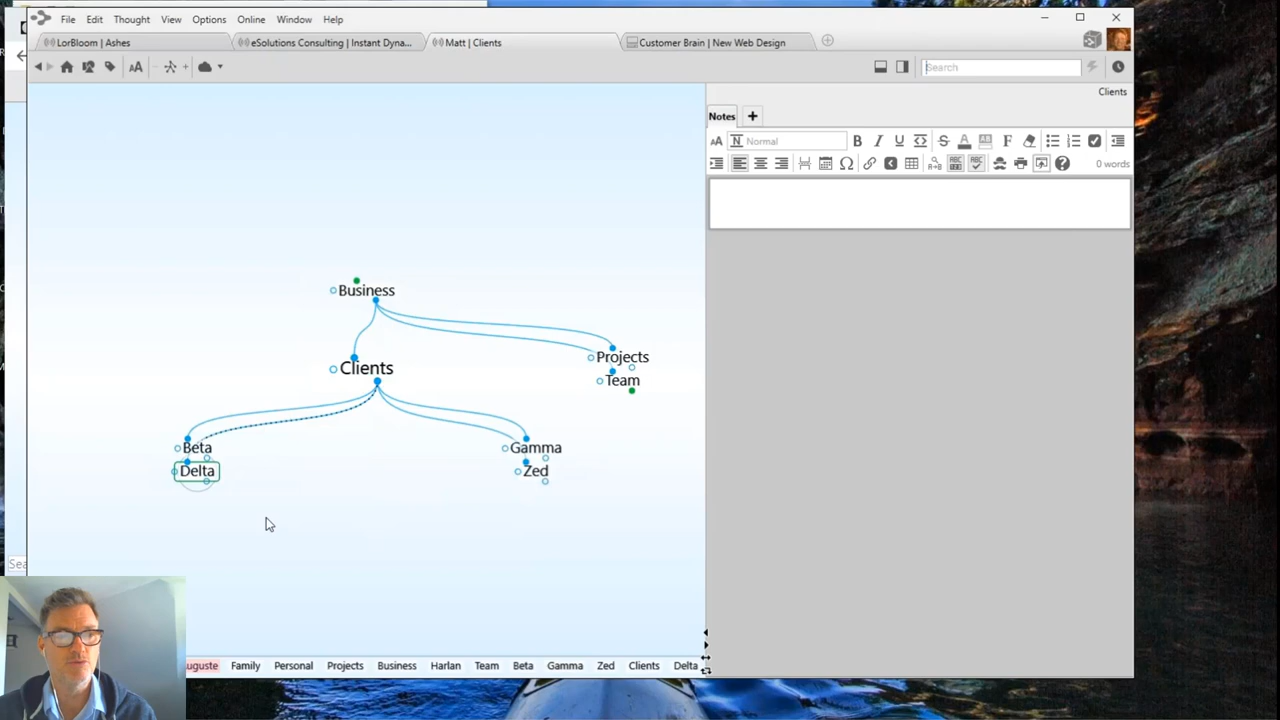 File Edit Thought View Options Online Window Help
LorBloom | Ashes
eSolutions Consulting | Instant Dyna...
Matt | Clients
Customer Brain | New Web Design
Search
Clients
Notes
Normal
B I U S A F
0 words
Business
Projects
Clients
Team
Beta
Gamma
Delta
Zed
Sea
uguste Family Personal Projects Business Harlan Team Beta Gamma Zed Clients Delta